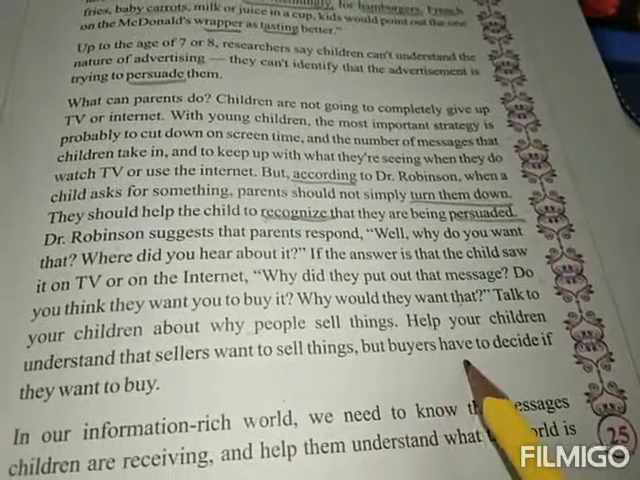 fries, baby carrots, milk or juice in a cup, kids would point out the one
on the McDonald's wrapper as tasting better."
Up to the age of 7 or 8, researchers say children can't understand the
nature of advertising — they can't identify that the advertisement is
trying to persuade them.
What can parents do? Children are not going to completely give up
TV or internet. With young children, the most important strategy is
probably to cut down on screen time, and the number of messages that
children take in, and to keep up with what they're seeing when they do
watch TV or use the internet. But, according to Dr. Robinson, when a
child asks for something, parents should not simply turn them down.
They should help the child to recognize that they are being persuaded.
Dr. Robinson suggests that parents respond, "Well, why do you want
that? Where did you hear about it?" If the answer is that the child saw
it on TV or on the Internet, "Why did they put out that message? Do
you think they want you to buy it? Why would they want that?" Talk to
your children about why people sell things. Help your children
understand that sellers want to sell things, but buyers have to decide if
they want to buy.
In our information-rich world, we need to know messages
children are receiving, and help them understand what is
25
FILMIGO